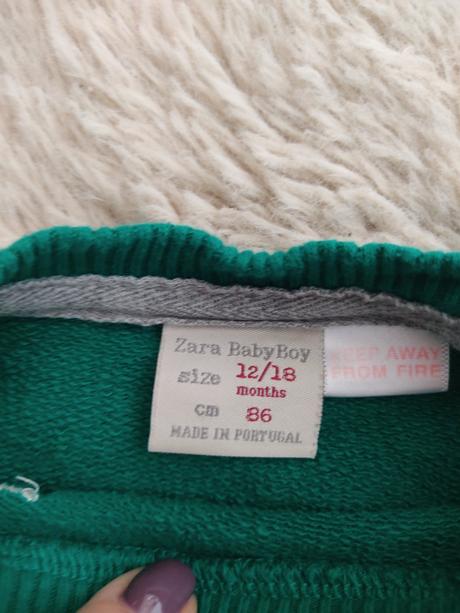 Zara BabyBoy
size 12/18
months
cm 86
MADE IN PORTUGAL
KEEP AWAY
FROM FIRE